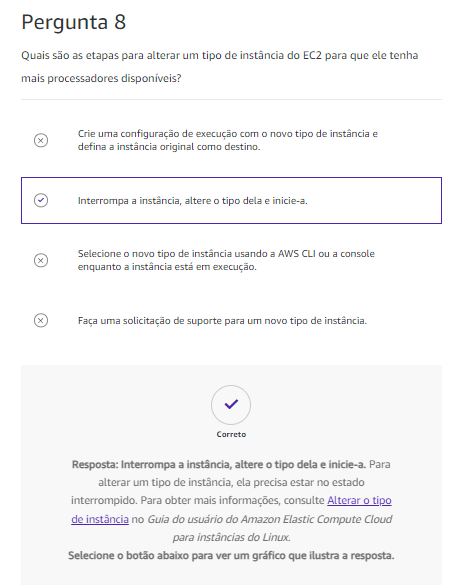 Pergunta 8
Quais são as etapas para alterar um tipo de instância do EC2 para que ele tenha
mais processadores disponíveis?
Crie uma configuração de execução com o novo tipo de instância e
defina a instância original como destino.
Interrompa a instância, altere o tipo dela e inicie-a.
Selecione o novo tipo de instância usando a AWS CLI ou a console
enquanto a instância está em execução.
Faça uma solicitação de suporte para um novo tipo de instância.
Correto
Resposta: Interrompa a instância, altere o tipo dela e inicie-a. Para
alterar um tipo de instância, ela precisa estar no estado
interrompido. Para obter mais informações, consulte Alterar o tipo
de instância no Guia do usuário do Amazon Elastic Compute Cloud
para instâncias do Linux.
Selecione o botão abaixo para ver um gráfico que ilustra a resposta.